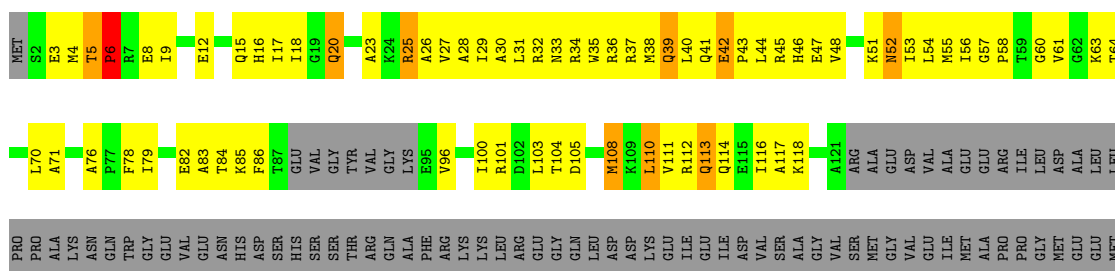 MET S2 E3 M4 T5 P6 R7 E8 I9 E12 Q15 H16 I17 I18 G19 Q20 A23 K24 R25 A26 V27 A28 I29 A30 L31 R32 N33 R34 W35 R36 R37 M38 Q39 L40 Q41 E42 P43 L44 R45 H46 E47 V48 K51 N52 I53 L54 M55 I56 G57 P58 T59 G60 V61 G62 K63 T64
L70 A71 A76 P77 F78 I79 E82 A83 T84 K85 F86 T87 GLU VAL GLY TYR VAL GLY LYS E95 V96 I100 R101 D102 L103 T104 D105 M108 K109 L110 V111 R112 Q113 Q114 E115 I116 A117 K118 A121 ARG ALA GLU ASP VAL ALA GLU GLU ARG ILE LEU ASP ALA LEU LEU
PRO PRO ALA LYS ASN GLN TRP GLY GLU VAL GLU ASN HIS ASP SER HIS SER SER THR ARG GLN ALA PHE ARG LYS LYS LEU ARG GLU GLY GLN LEU ASP ASP LYS GLU ILE GLU ILE ASP VAL SER ALA GLY VAL SER MET GLY VAL GLU ILE MET ALA PRO PRO GLY MET GLU GLU MET